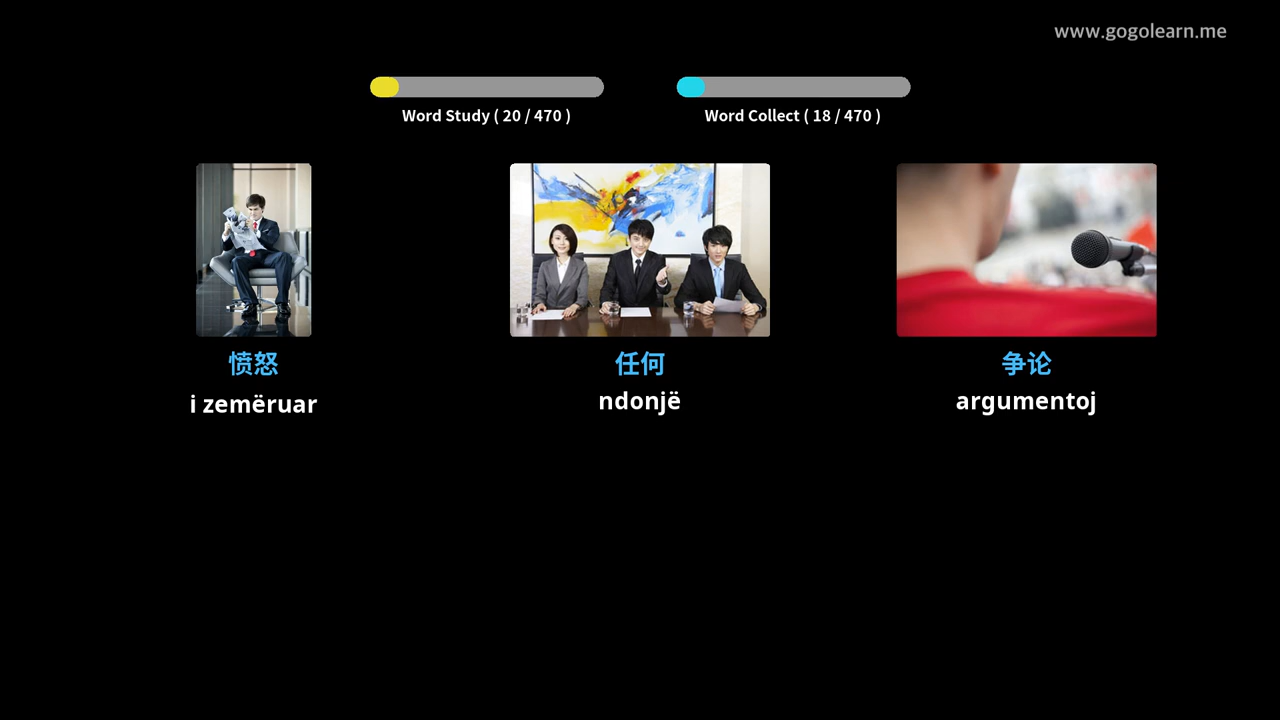 www.gogolearn.me
Word Study ( 20 / 470 )
Word Collect ( 18 / 470 )
愤怒
任何
争论
i zemëruar
ndonjë
argumentoj